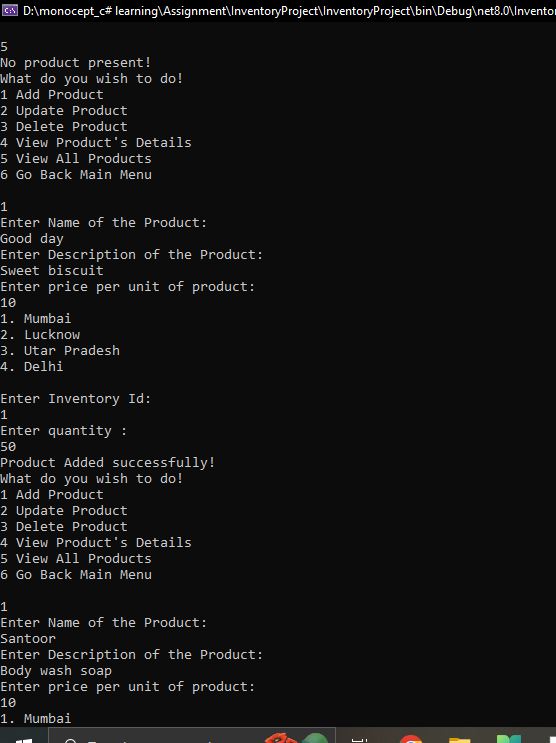 D:\monocept_c# learning\Assignment\InventoryProject\InventoryProject\bin\Debug\net8.0\Inventor
5
No product present!
What do you wish to do!
1 Add Product
2 Update Product
3 Delete Product
4 View Product's Details
5 View All Products
6 Go Back Main Menu
1
Enter Name of the Product:
Good day
Enter Description of the Product:
Sweet biscuit
Enter price per unit of product:
10
1. Mumbai
2. Lucknow
3. Utar Pradesh
4. Delhi
Enter Inventory Id:
1
Enter quantity :
50
Product Added successfully!
What do you wish to do!
1 Add Product
2 Update Product
3 Delete Product
4 View Product's Details
5 View All Products
6 Go Back Main Menu
1
Enter Name of the Product:
Santoor
Enter Description of the Product:
Body wash soap
Enter price per unit of product:
10
1. Mumbai